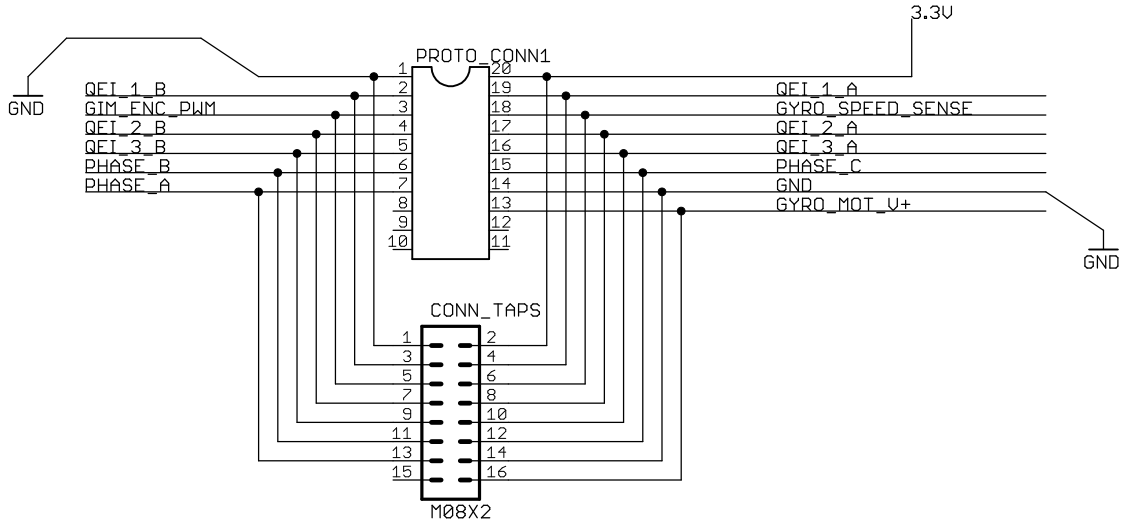 3.3V
PROTO_CONN1
1 20
QEI_1_B 2 19 QEI_1_A
GND GIM_ENC_PWM 3 18 GYRO_SPEED_SENSE
QEI_2_B 4 17 QEI_2_A
QEI_3_B 5 16 QEI_3_A
PHASE_B 6 15 PHASE_C
PHASE_A 7 14 GND
8 13 GYRO_MOT_V+
9 12
10 11
GND
CONN_TAPS
1 2
3 4
5 6
7 8
9 10
11 12
13 14
15 16
M08X2